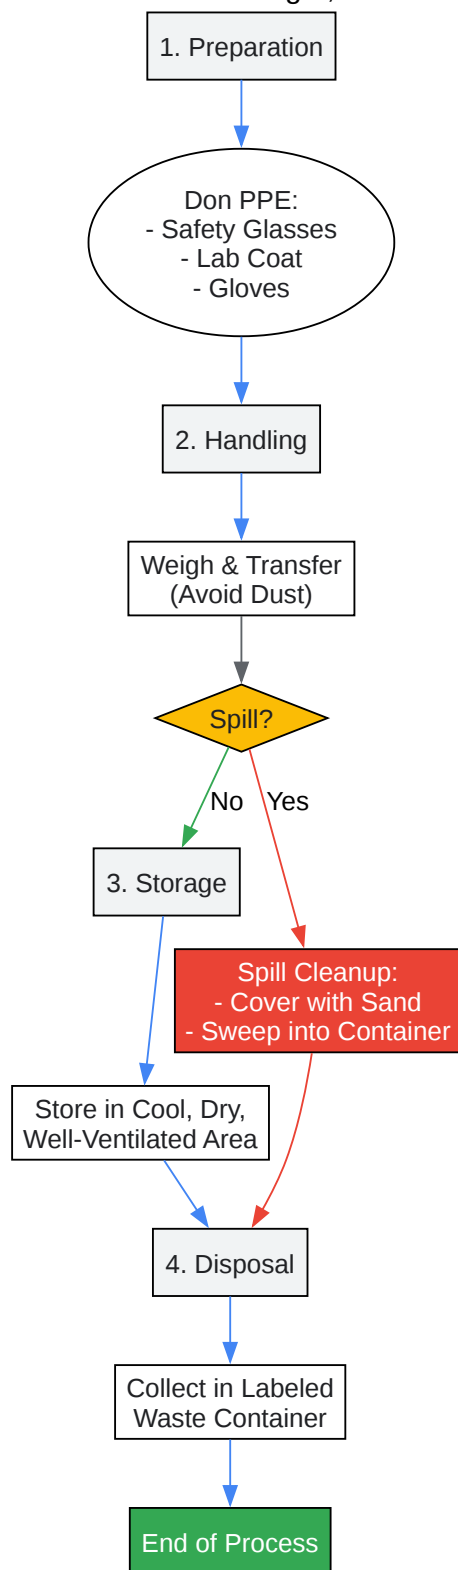 1. Preparation
Don PPE:
- Safety Glasses
- Lab Coat
- Gloves
2. Handling
Weigh & Transfer
(Avoid Dust)
Spill?
No
Yes
3. Storage
Spill Cleanup:
- Cover with Sand
- Sweep into Container
Store in Cool, Dry,
Well-Ventilated Area
4. Disposal
Collect in Labeled
Waste Container
End of Process